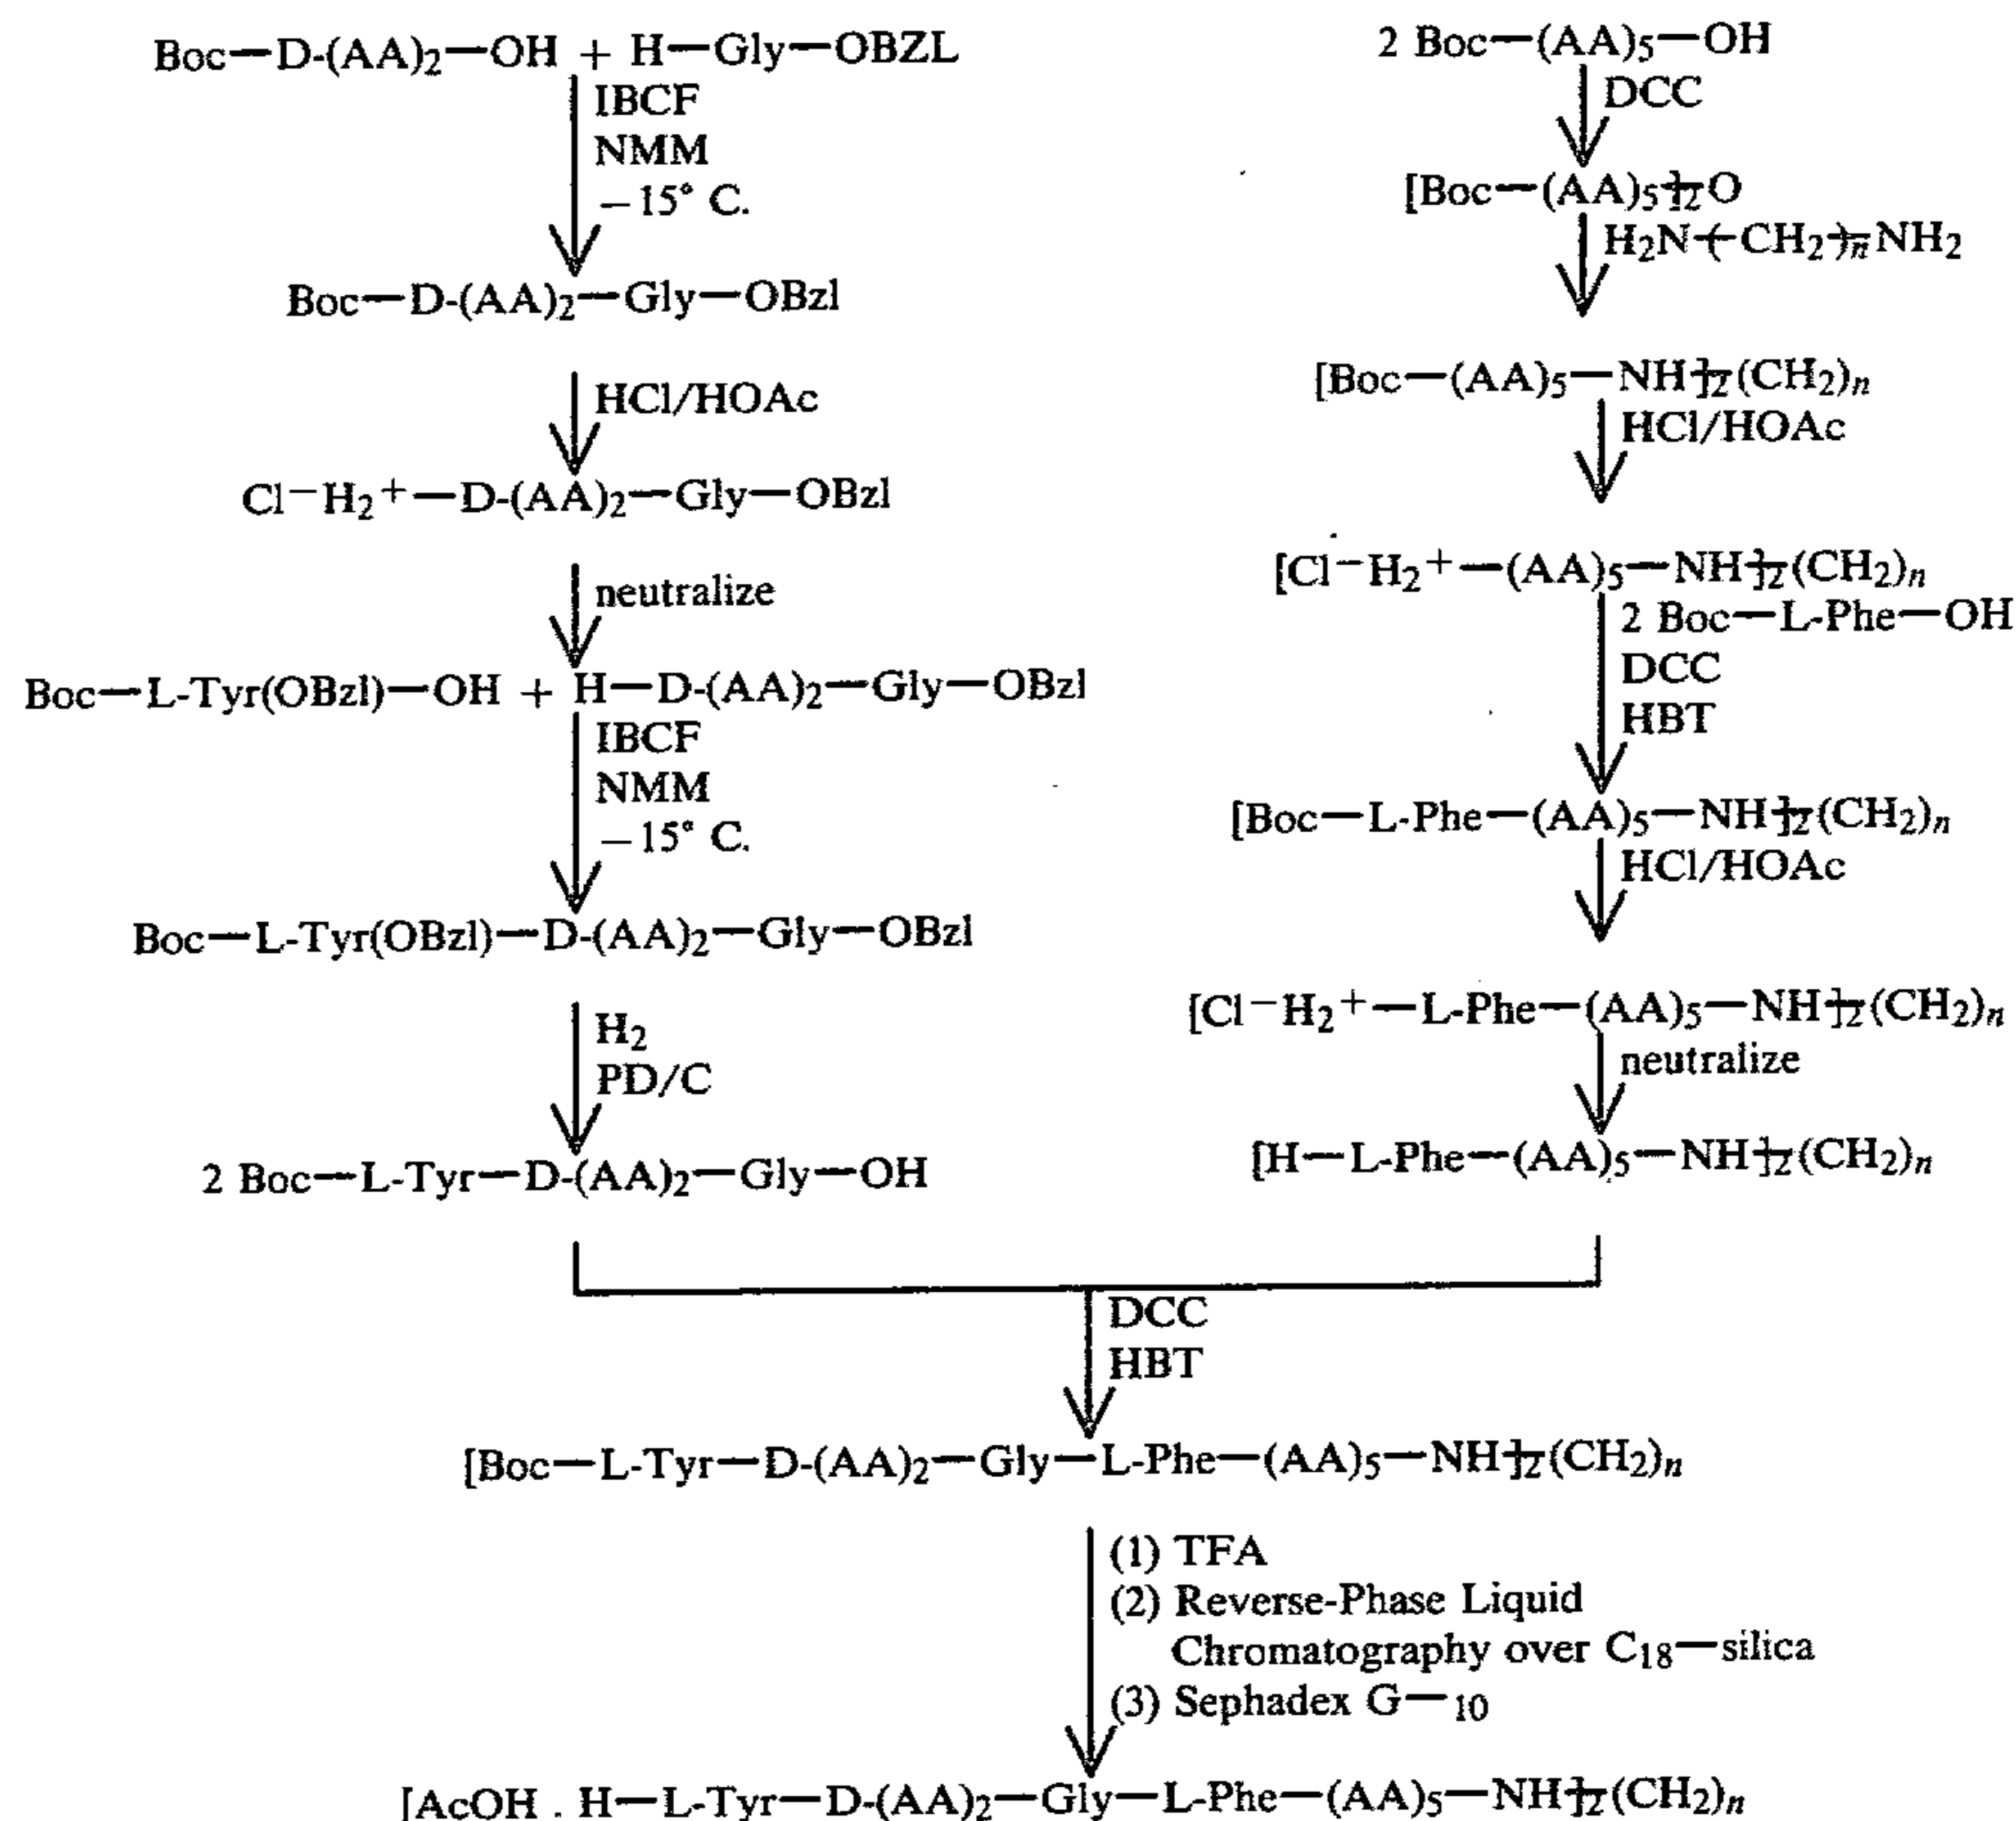 Boc—D-(AA)₂—OH + H—Gly—OBZL
IBCF
NMM
−15° C.
Boc—D-(AA)₂—Gly—OBzl
HCl/HOAc
Cl⁻H₂⁺—D-(AA)₂—Gly—OBzl
neutralize
Boc—L-Tyr(OBzl)—OH + H—D-(AA)₂—Gly—OBzl
IBCF
NMM
−15° C.
Boc—L-Tyr(OBzl)—D-(AA)₂—Gly—OBzl
H₂
PD/C
2 Boc—L-Tyr—D-(AA)₂—Gly—OH
2 Boc—(AA)₅—OH
DCC
[Boc—(AA)₅]₂O
H₂N—(CH₂)ₙ—NH₂
[Boc—(AA)₅—NH]₂(CH₂)ₙ
HCl/HOAc
[Cl⁻H₂⁺—(AA)₅—NH]₂(CH₂)ₙ
2 Boc—L-Phe—OH
DCC
HBT
[Boc—L-Phe—(AA)₅—NH]₂(CH₂)ₙ
HCl/HOAc
[Cl⁻H₂⁺—L-Phe—(AA)₅—NH]₂(CH₂)ₙ
neutralize
[H—L-Phe—(AA)₅—NH]₂(CH₂)ₙ
DCC
HBT
[Boc—L-Tyr—D-(AA)₂—Gly—L-Phe—(AA)₅—NH]₂(CH₂)ₙ
(1) TFA
(2) Reverse-Phase Liquid
Chromatography over C₁₈—silica
(3) Sephadex G—₁₀
[AcOH . H—L-Tyr—D-(AA)₂—Gly—L-Phe—(AA)₅—NH]₂(CH₂)ₙ